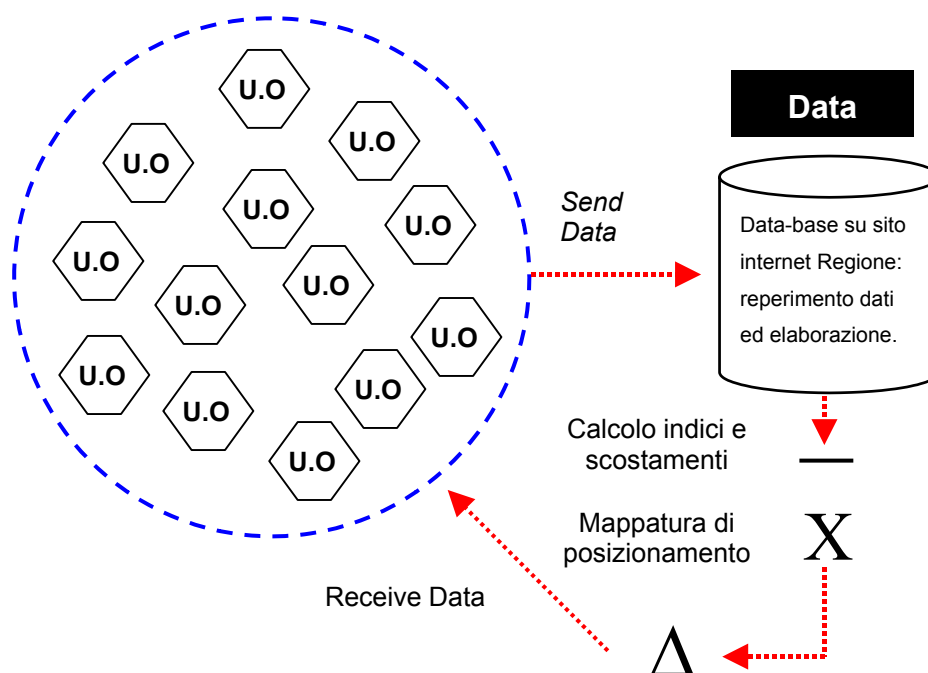 U.O
U.O
U.O
U.O
U.O
U.O
U.O
U.O
U.O
U.O
U.O
U.O
U.O
Send
Data
Data
Data-base su sito
internet Regione:
reperimento dati
ed elaborazione.
Calcolo indici e
scostamenti
Mappatura di
posizionamento
X
Receive Data
Δ